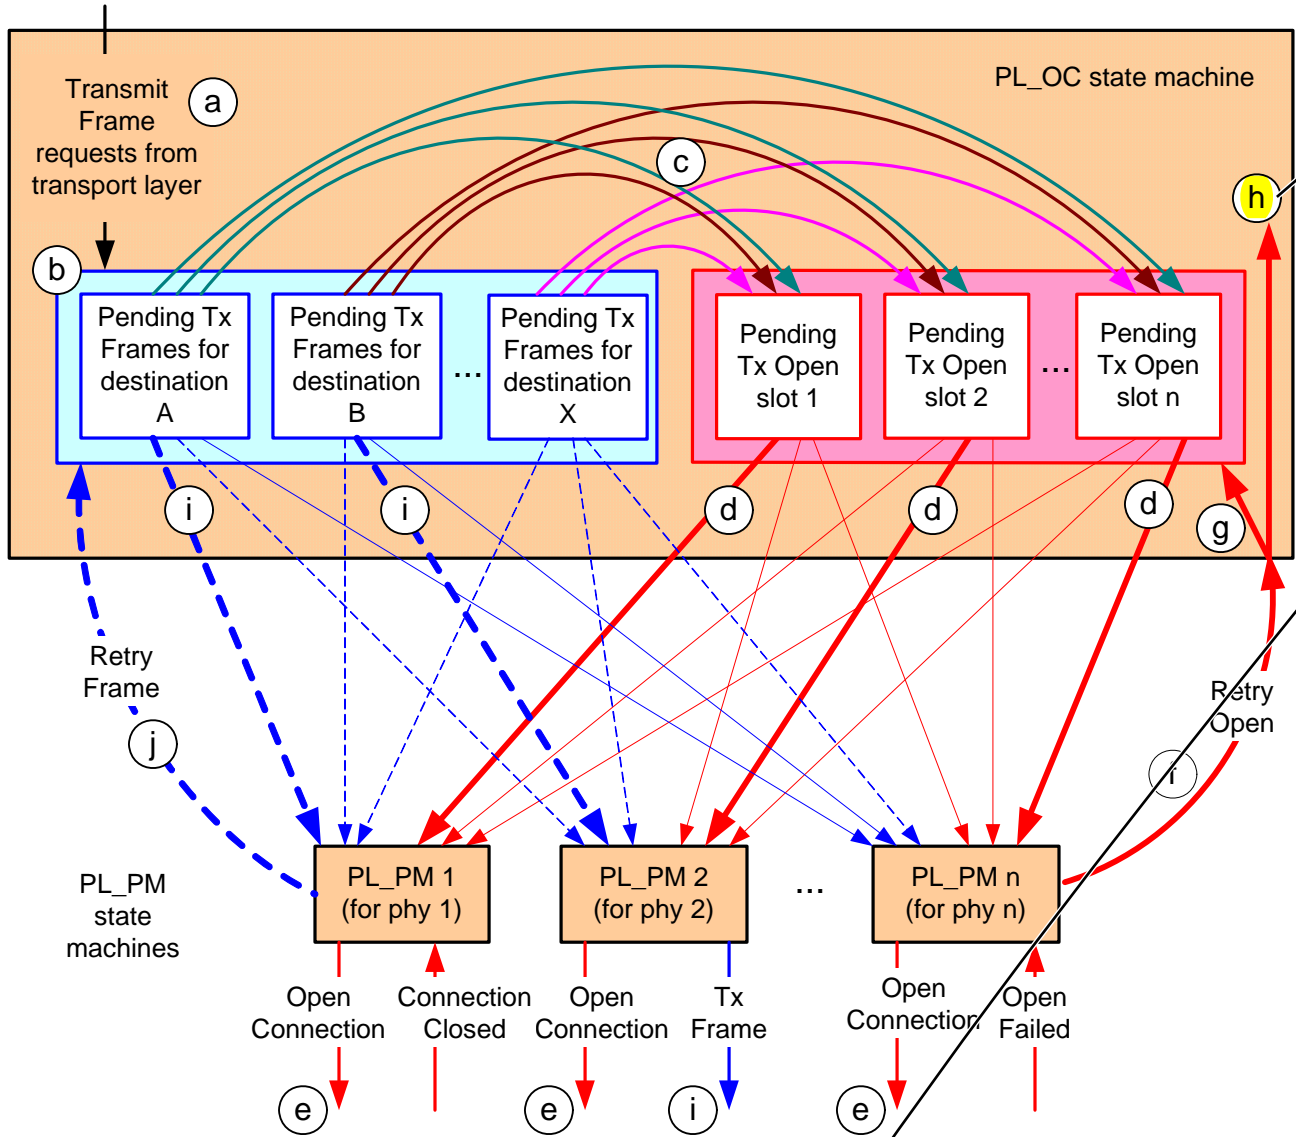 Transmit
Frame
requests from
transport layer
a
PL_OC state machine
c
h
b
Pending Tx
Frames for
destination
A
Pending Tx
Frames for
destination
B
...
Pending Tx
Frames for
destination
X
Pending
Tx Open
slot 1
Pending
Tx Open
slot 2
...
Pending
Tx Open
slot n
i
i
d
d
d
g
Retry
Frame
j
Retry
Open
f
PL_PM
state
machines
PL_PM 1
(for phy 1)
PL_PM 2
(for phy 2)
...
PL_PM n
(for phy n)
Open
Connection
Connection
Closed
Open
Connection
Tx
Frame
Open
Connection
Open
Failed
e
e
i
e